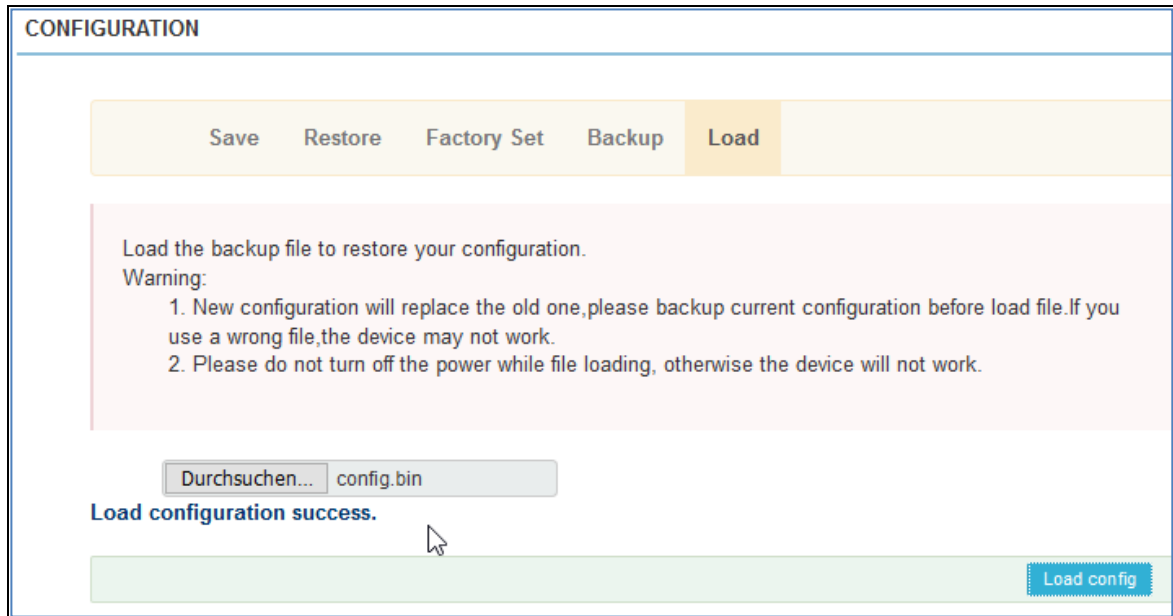 CONFIGURATION
Save Restore Factory Set Backup Load
Load the backup file to restore your configuration.
Warning:
1. New configuration will replace the old one,please backup current configuration before load file.If you
use a wrong file,the device may not work.
2. Please do not turn off the power while file loading, otherwise the device will not work.
Durchsuchen... config.bin
Load configuration success.
Load config